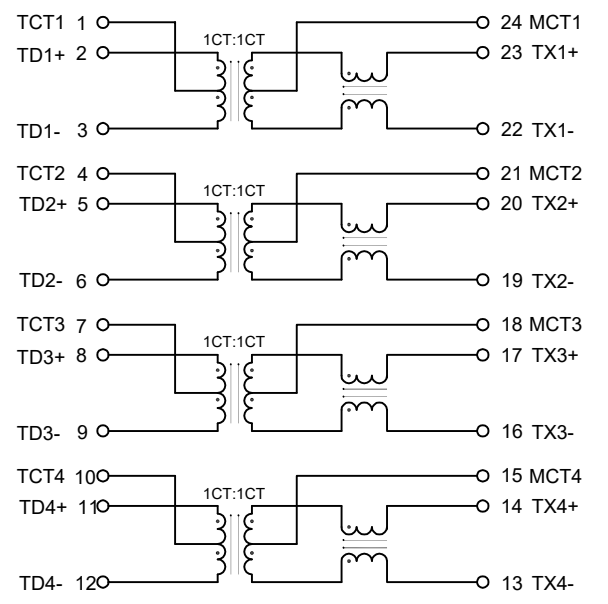 TCT1 1 24 MCT1
1CT:1CT
TD1+ 2 23 TX1+
TD1- 3 22 TX1-
TCT2 4 21 MCT2
1CT:1CT
TD2+ 5 20 TX2+
TD2- 6 19 TX2-
TCT3 7 18 MCT3
1CT:1CT
TD3+ 8 17 TX3+
TD3- 9 16 TX3-
TCT4 10 15 MCT4
1CT:1CT
TD4+ 11 14 TX4+
TD4- 12 13 TX4-